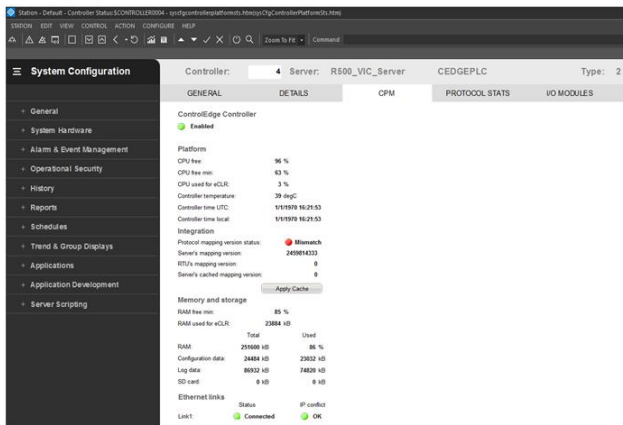 Station - Default - Controller Status:$CONTROLLER0004 - sysCfgControllerPlatformSts.htm(sysCfgControllerPlatformSts.htm)
STATION EDIT VIEW CONTROL ACTION CONFIGURE HELP
Zoom To Fit Command
System Configuration
Controller: 4 Server: R500_VIC_Server CEDGEPLC Type: 2
GENERAL DETAILS CPM PROTOCOL STATS I/O MODULES
+ General
+ System Hardware
+ Alarm & Event Management
+ Operational Security
+ History
+ Reports
+ Schedules
+ Trend & Group Displays
+ Applications
+ Application Development
+ Server Scripting
ControlEdge Controller
Enabled
Platform
CPU free: 96 %
CPU free min: 63 %
CPU used for eCLR: 3 %
Controller temperature: 39 degC
Controller time UTC: 1/1/1970 16:21:53
Controller time local: 1/1/1970 16:21:53
Integration
Protocol mapping version status: Mismatch
Server's mapping version: 2459814333
RTU's mapping version: 0
Server's cached mapping version: 0
Apply Cache
Memory and storage
RAM free min: 85 %
RAM used for eCLR: 23884 kB
Total Used
RAM: 251600 kB 86 %
Configuration data: 24484 kB 23032 kB
Log data: 86932 kB 74820 kB
SD card: 0 kB 0 kB
Ethernet links
Status IP conflict
Link1: Connected OK